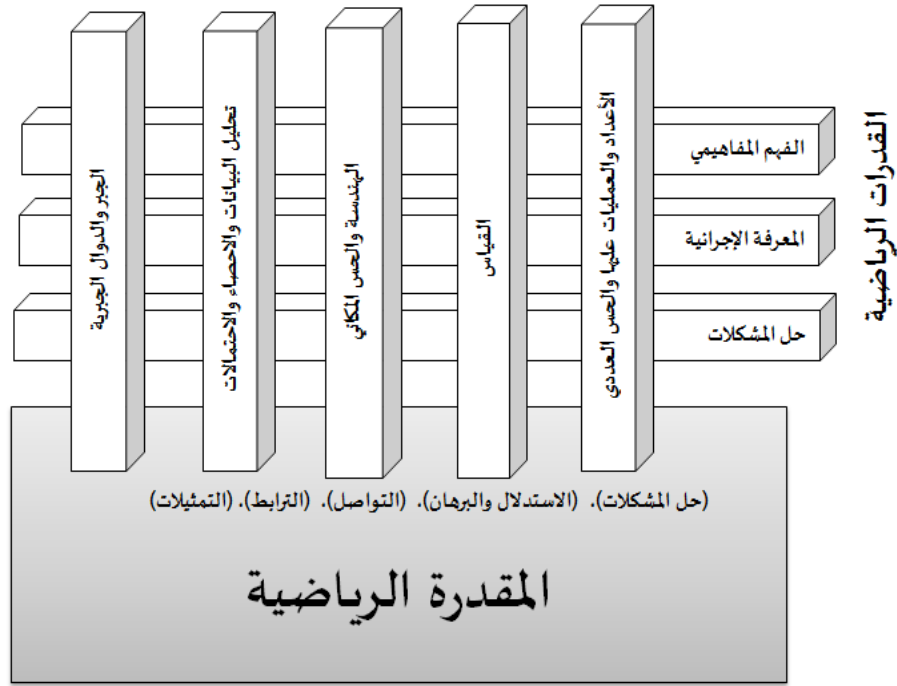 القدرات الرياضية
الفهم المفاهيمي
المعرفة الإجرائية
حل المشكلات
الأعداد والعمليات عليها والحس العددي
القياس
الهندسة والحس المكاني
تحليل البيانات والاحصاء والاحتمالات
الجبر والدوال الجبرية
(حل المشكلات). (الاستدلال والبرهان). (التواصل). (الترابط). (التمثيلات)
المقدرة الرياضية